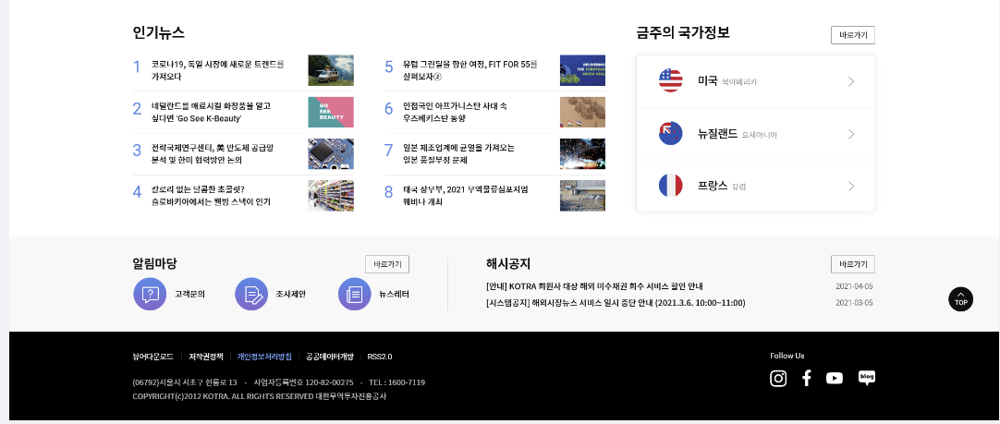 인기뉴스
1 코로나19, 독일 시장에 새로운 트렌드를
가져오다
2 네덜란드를 매료시킬 화장품을 알고
싶다면 'Go See K-Beauty'
GO
SEE
BEAUTY
3 전략국제연구센터, 美 반도체 공급망
분석 및 한미 협력방안 논의
4 칼로리 없는 달콤한 초콜릿?
슬로바키아에서는 웰빙 스낵이 인기
5 유럽 그린딜을 향한 여정, FIT FOR 55를
살펴보자②
DELIVERING
THE EUROPEAN
GREEN DEAL
6 인접국인 아프가니스탄 사태 속
우즈베키스탄 동향
7 일본 제조업계에 균열을 가져오는
일본 품질부정 문제
8 태국 상무부, 2021 무역물류심포지엄
웨비나 개최
금주의 국가정보
바로가기
미국 북아메리카
뉴질랜드 오세아니아
프랑스 유럽
알림마당
바로가기
고객문의
조사제안
뉴스레터
해시공지
바로가기
[안내] KOTRA 회원사 대상 해외 미수채권 회수 서비스 할인 안내 2021-04-05
[시스템공지] 해외시장뉴스 서비스 일시 중단 안내 (2021.3.6. 10:00~11:00) 2021-03-05
TOP
뷰어다운로드 | 저작권정책 | 개인정보처리방침 | 공공데이터개방 | RSS2.0
(06792)서울시 서초구 헌릉로 13 · 사업자등록번호 120-82-00275 · TEL : 1600-7119
COPYRIGHT(c)2012 KOTRA. ALL RIGHTS RESERVED 대한무역투자진흥공사
Follow Us
blog